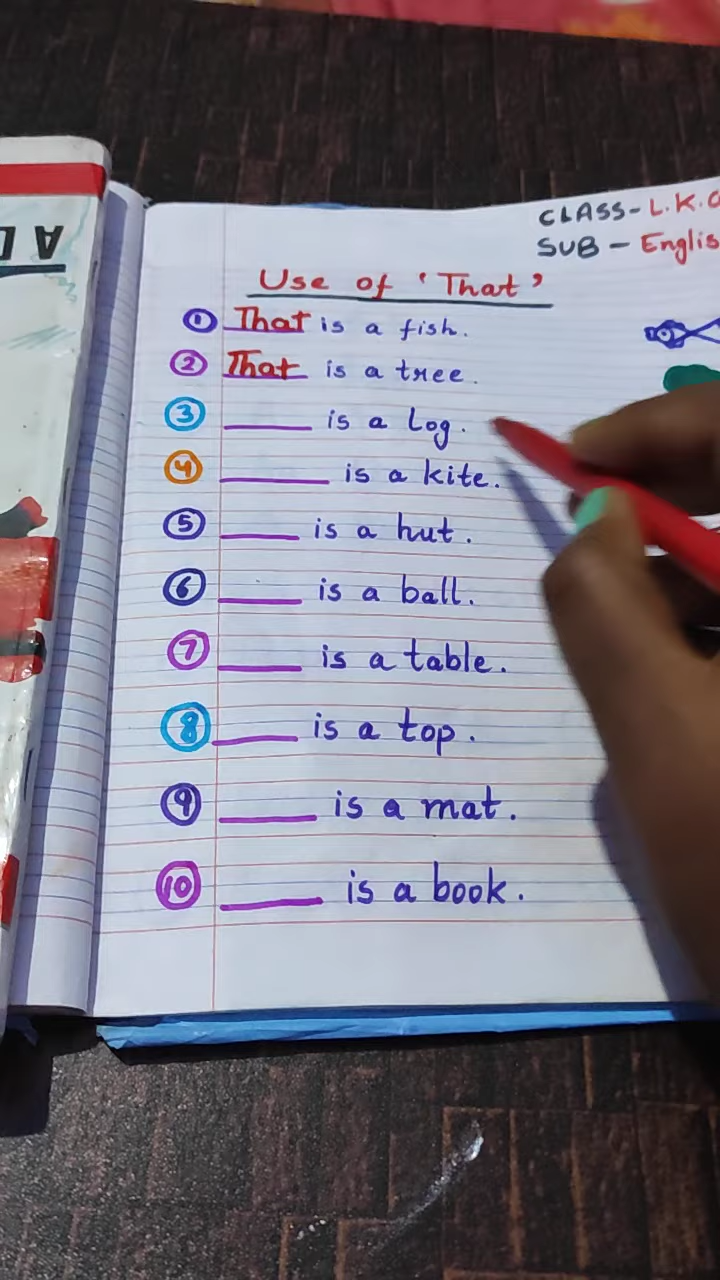 CLASS- L.K.G
SUB - Englis
Use of 'That'
① That is a fish.
② That is a tree.
③ ____ is a log.
④ ____ is a kite.
⑤ ____ is a hut.
⑥ ____ is a ball.
⑦ ____ is a table.
⑧ ____ is a top.
⑨ ____ is a mat.
⑩ ____ is a book.